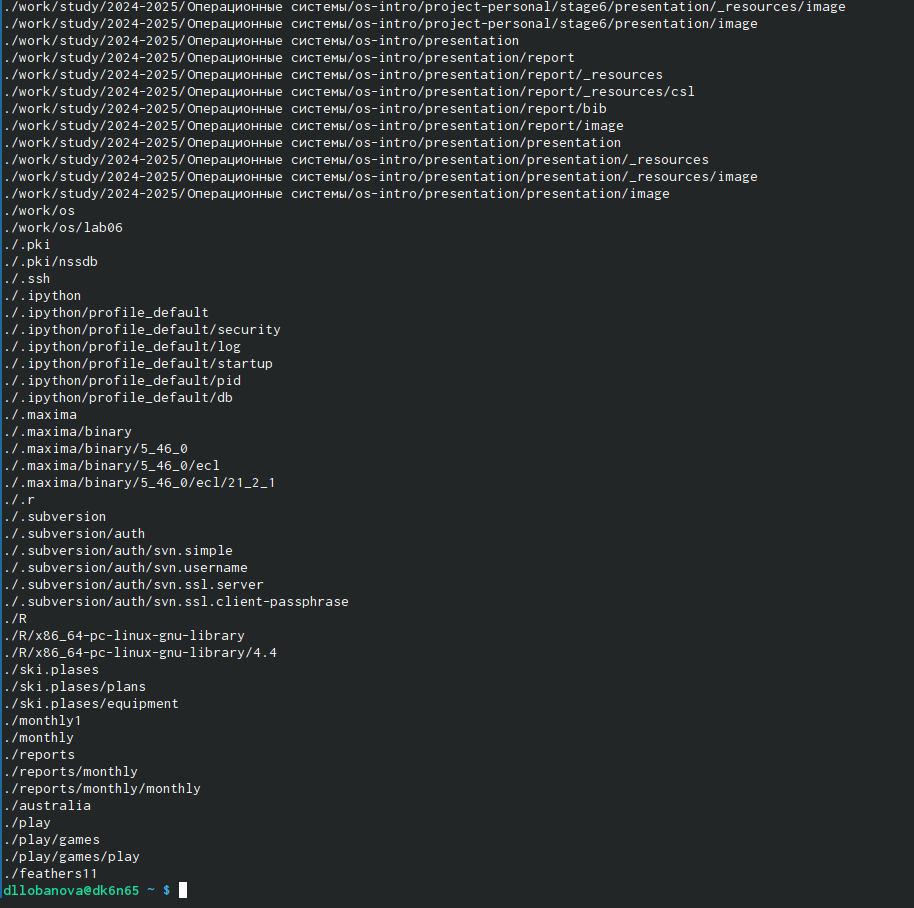 ./work/study/2024-2025/Операционные системы/os-intro/project-personal/stage6/presentation/_resources/image
./work/study/2024-2025/Операционные системы/os-intro/project-personal/stage6/presentation/image
./work/study/2024-2025/Операционные системы/os-intro/presentation
./work/study/2024-2025/Операционные системы/os-intro/presentation/report
./work/study/2024-2025/Операционные системы/os-intro/presentation/report/_resources
./work/study/2024-2025/Операционные системы/os-intro/presentation/report/_resources/csl
./work/study/2024-2025/Операционные системы/os-intro/presentation/report/bib
./work/study/2024-2025/Операционные системы/os-intro/presentation/report/image
./work/study/2024-2025/Операционные системы/os-intro/presentation/presentation
./work/study/2024-2025/Операционные системы/os-intro/presentation/presentation/_resources
./work/study/2024-2025/Операционные системы/os-intro/presentation/presentation/_resources/image
./work/study/2024-2025/Операционные системы/os-intro/presentation/presentation/image
./work/os
./work/os/lab06
./.pki
./.pki/nssdb
./.ssh
./.ipython
./.ipython/profile_default
./.ipython/profile_default/security
./.ipython/profile_default/log
./.ipython/profile_default/startup
./.ipython/profile_default/pid
./.ipython/profile_default/db
./.maxima
./.maxima/binary
./.maxima/binary/5_46_0
./.maxima/binary/5_46_0/ecl
./.maxima/binary/5_46_0/ecl/21_2_1
./.r
./.subversion
./.subversion/auth
./.subversion/auth/svn.simple
./.subversion/auth/svn.username
./.subversion/auth/svn.ssl.server
./.subversion/auth/svn.ssl.client-passphrase
./R
./R/x86_64-pc-linux-gnu-library
./R/x86_64-pc-linux-gnu-library/4.4
./ski.plases
./ski.plases/plans
./ski.plases/equipment
./monthly1
./monthly
./reports
./reports/monthly
./reports/monthly/monthly
./australia
./play
./play/games
./play/games/play
./feathers11
dllobanova@dk6n65 ~ $